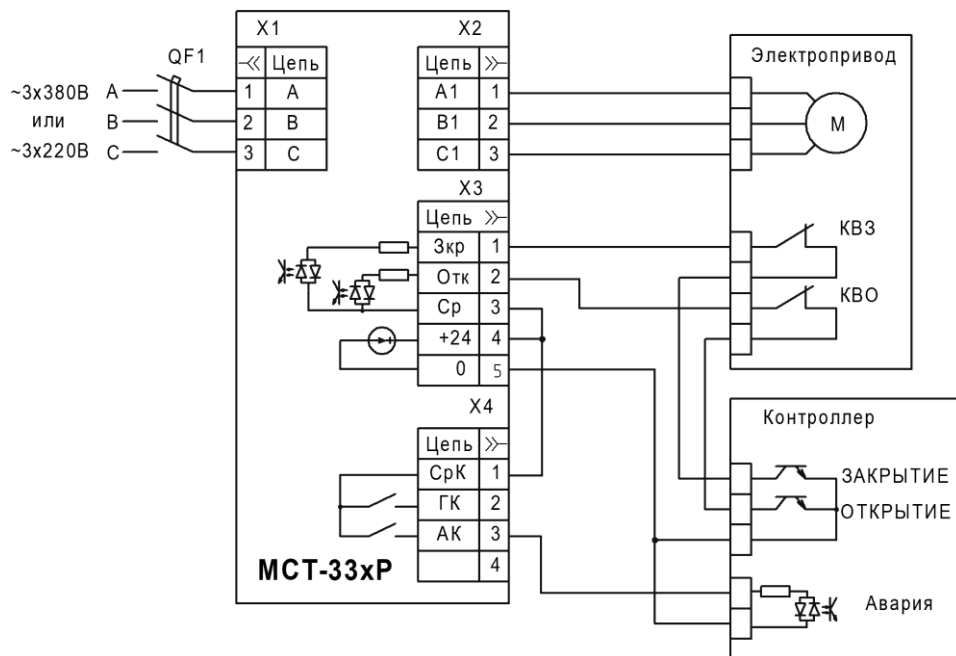 X1
X2
QF1
Цепь
Цепь
Электропривод
~3х380В
A
1
A
A1
1
или
B
2
B
B1
2
M
~3х220В
C
3
C
C1
3
X3
Цепь
Зкр
1
КВЗ
Отк
2
КВО
Ср
3
+24
4
0
5
X4
Контроллер
Цепь
СрК
1
ЗАКРЫТИЕ
ГК
2
ОТКРЫТИЕ
АК
3
МСТ-33хР
4
Авария